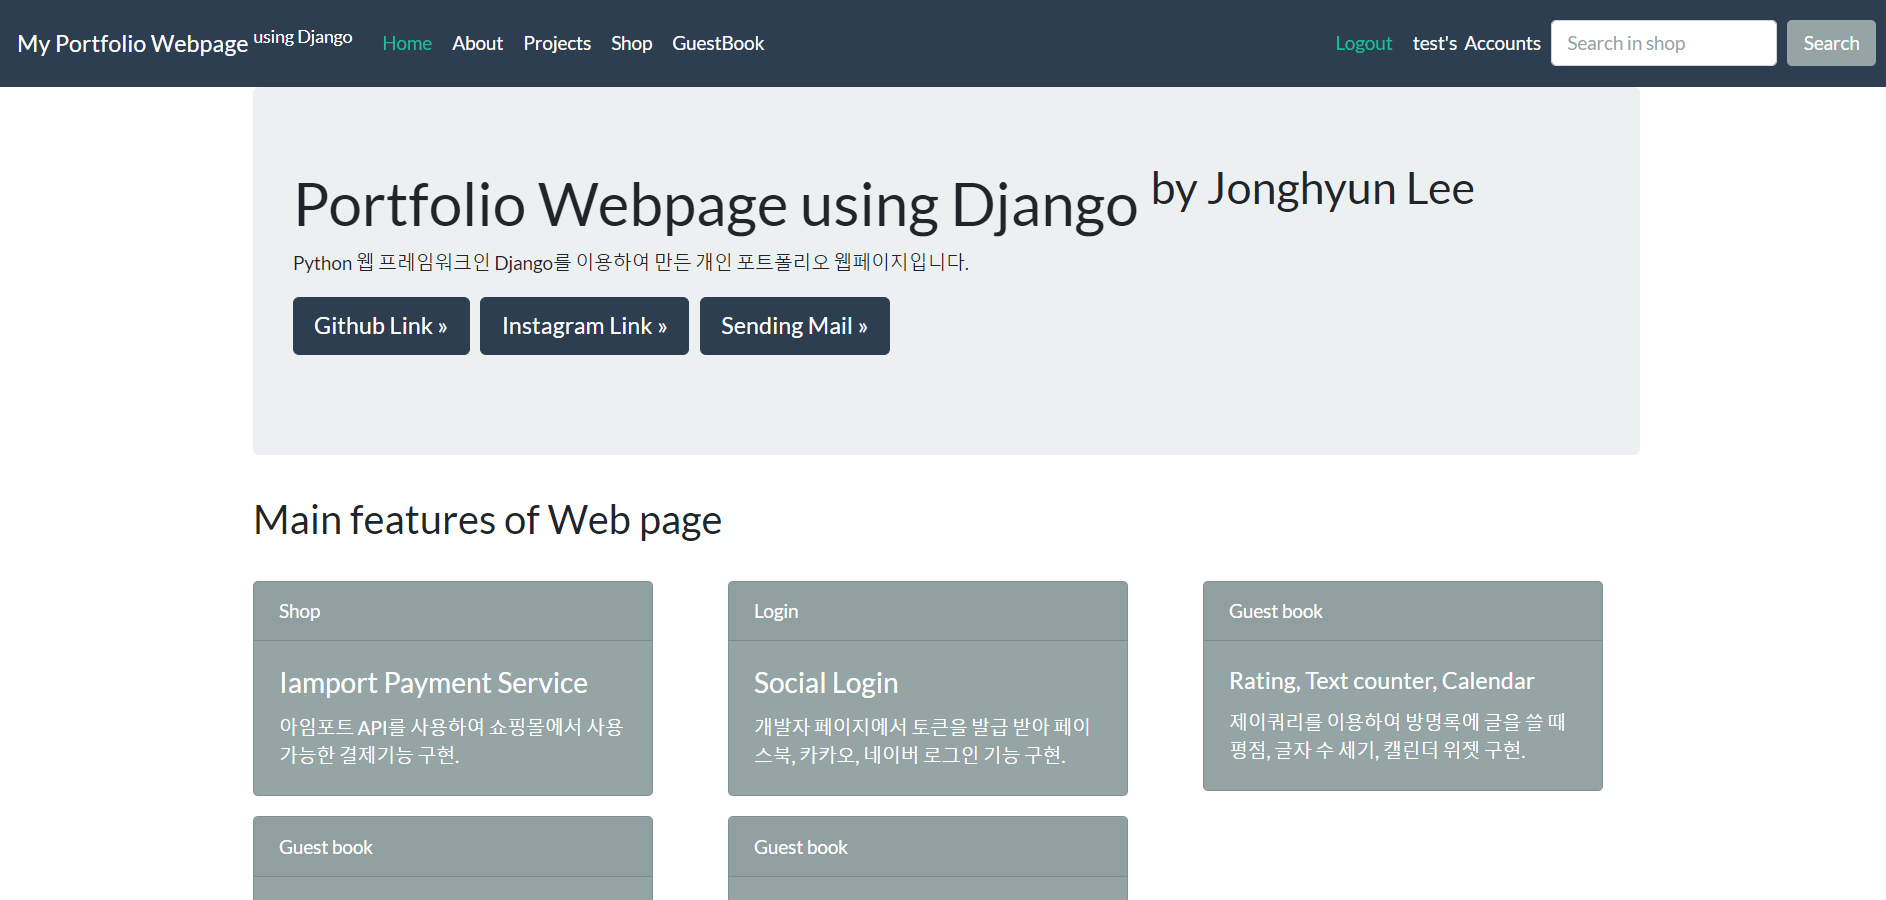 My Portfolio Webpage using Django Home About Projects Shop GuestBook Logout test's Accounts Search in shop Search
Portfolio Webpage using Django by Jonghyun Lee
Python 웹 프레임워크인 Django를 이용하여 만든 개인 포트폴리오 웹페이지입니다.
Github Link » Instagram Link » Sending Mail »
Main features of Web page
Shop
Iamport Payment Service
아임포트 API를 사용하여 쇼핑몰에서 사용
가능한 결제기능 구현.
Login
Social Login
개발자 페이지에서 토큰을 발급 받아 페이
스북, 카카오, 네이버 로그인 기능 구현.
Guest book
Rating, Text counter, Calendar
제이쿼리를 이용하여 방명록에 글을 쓸 때
평점, 글자 수 세기, 캘린더 위젯 구현.
Guest book
Guest book